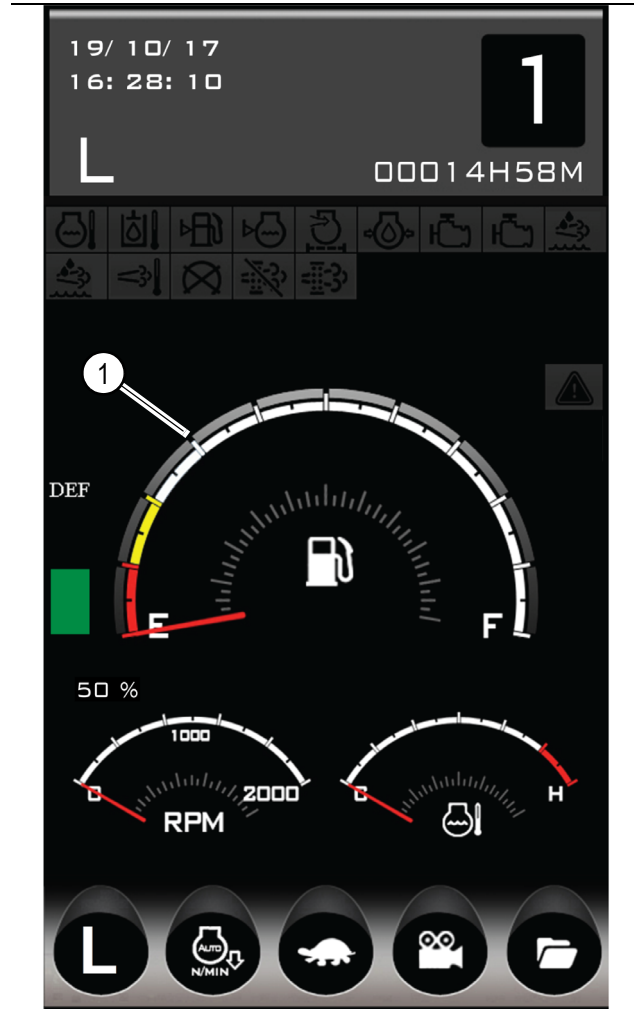 19/ 10/ 17
16: 28: 10
1
L
00014H58M
1
DEF
E
F
50 %
1000
0
2000
RPM
C
H
L
AUTO
N/MIN